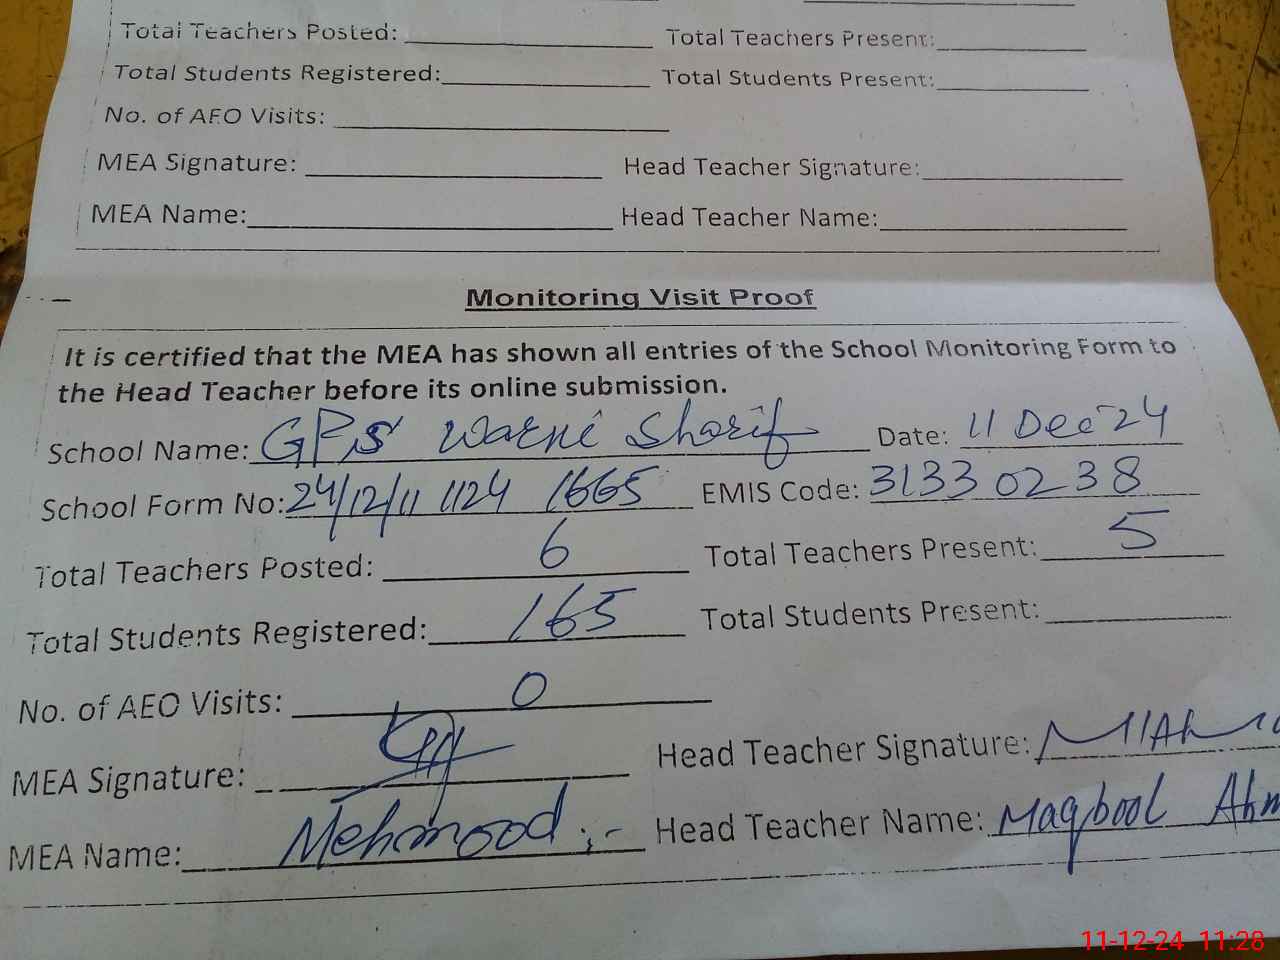 Total Teachers Posted: Total Teachers Present:
Total Students Registered: Total Students Present:
No. of AEO Visits:
MEA Signature: Head Teacher Signature:
MEA Name: Head Teacher Name:
Monitoring Visit Proof
It is certified that the MEA has shown all entries of the School Monitoring Form to
the Head Teacher before its online submission.
School Name: GPS Warni Sharif Date: 11 Dec-24
School Form No: 24/12/11 1124 1665 EMIS Code: 31330238
Total Teachers Posted: 6 Total Teachers Present: 5
Total Students Registered: 165 Total Students Present:
No. of AEO Visits: 0
MEA Signature: Head Teacher Signature:
MEA Name: Mehmood Head Teacher Name: Maqbool Ahm
11-12-24 11:28